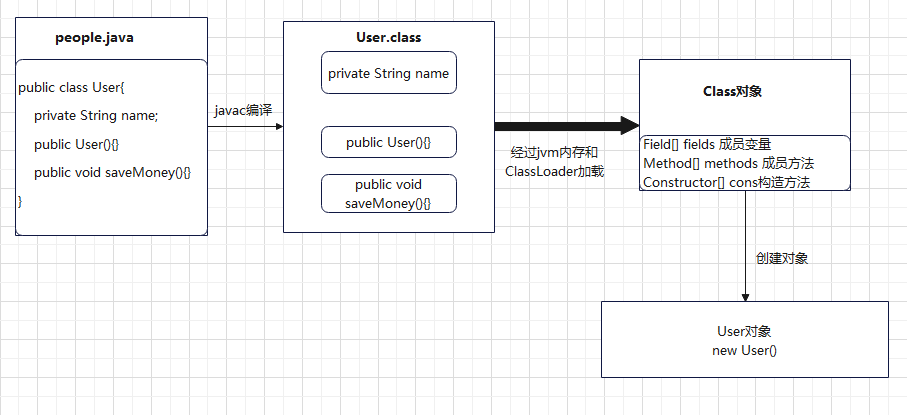 people.java
public class User{
private String name;
public User(){}
public void saveMoney(){}
}
javac编译
User.class
private String name
public User(){}
public void
saveMoney(){}
经过jvm内存和
ClassLoader加载
Class对象
Field[] fields 成员变量
Method[] methods 成员方法
Constructor[] cons构造方法
创建对象
User对象
new User()